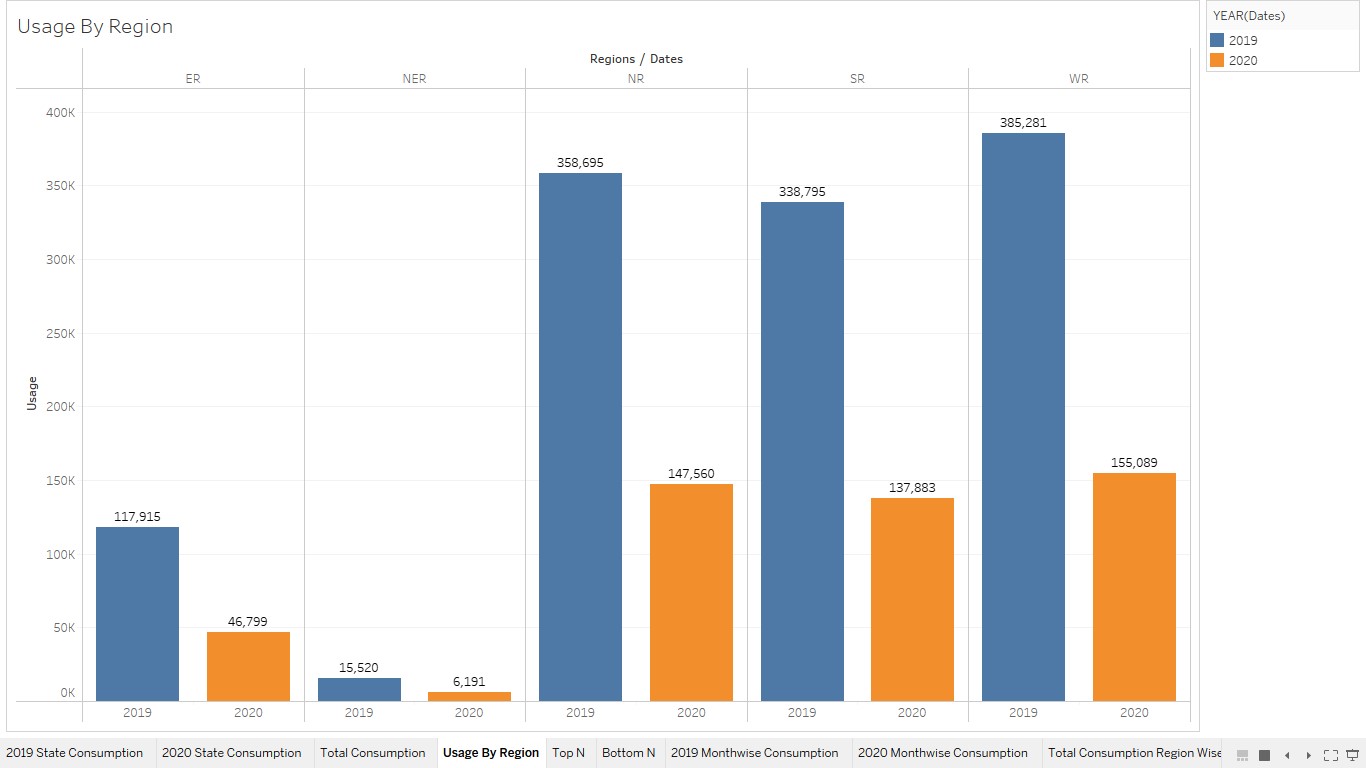 Usage By Region
YEAR(Dates)
2019
2020
Regions / Dates
ER NER NR SR WR
400K
350K
300K
250K
200K
150K
100K
50K
0K
Usage
117,915
46,799
15,520
6,191
358,695
147,560
338,795
137,883
385,281
155,089
2019 2020 2019 2020 2019 2020 2019 2020 2019 2020
2019 State Consumption 2020 State Consumption Total Consumption Usage By Region Top N Bottom N 2019 Monthwise Consumption 2020 Monthwise Consumption Total Consumption Region Wise